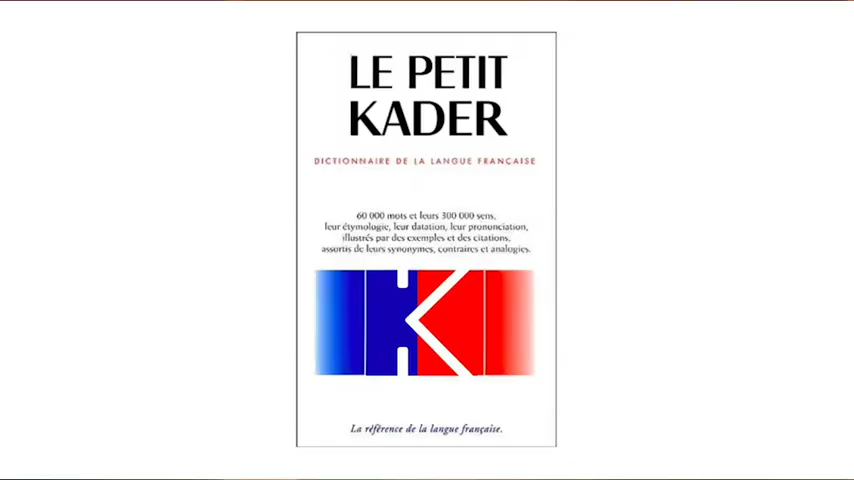 LE PETIT
KADER
DICTIONNAIRE DE LA LANGUE FRANÇAISE
60 000 mots et leurs 300 000 sens,
leur étymologie, leur datation, leur prononciation,
illustrés par des exemples et des citations,
assortis de leurs synonymes, contraires et analogies.
K
La référence de la langue française.